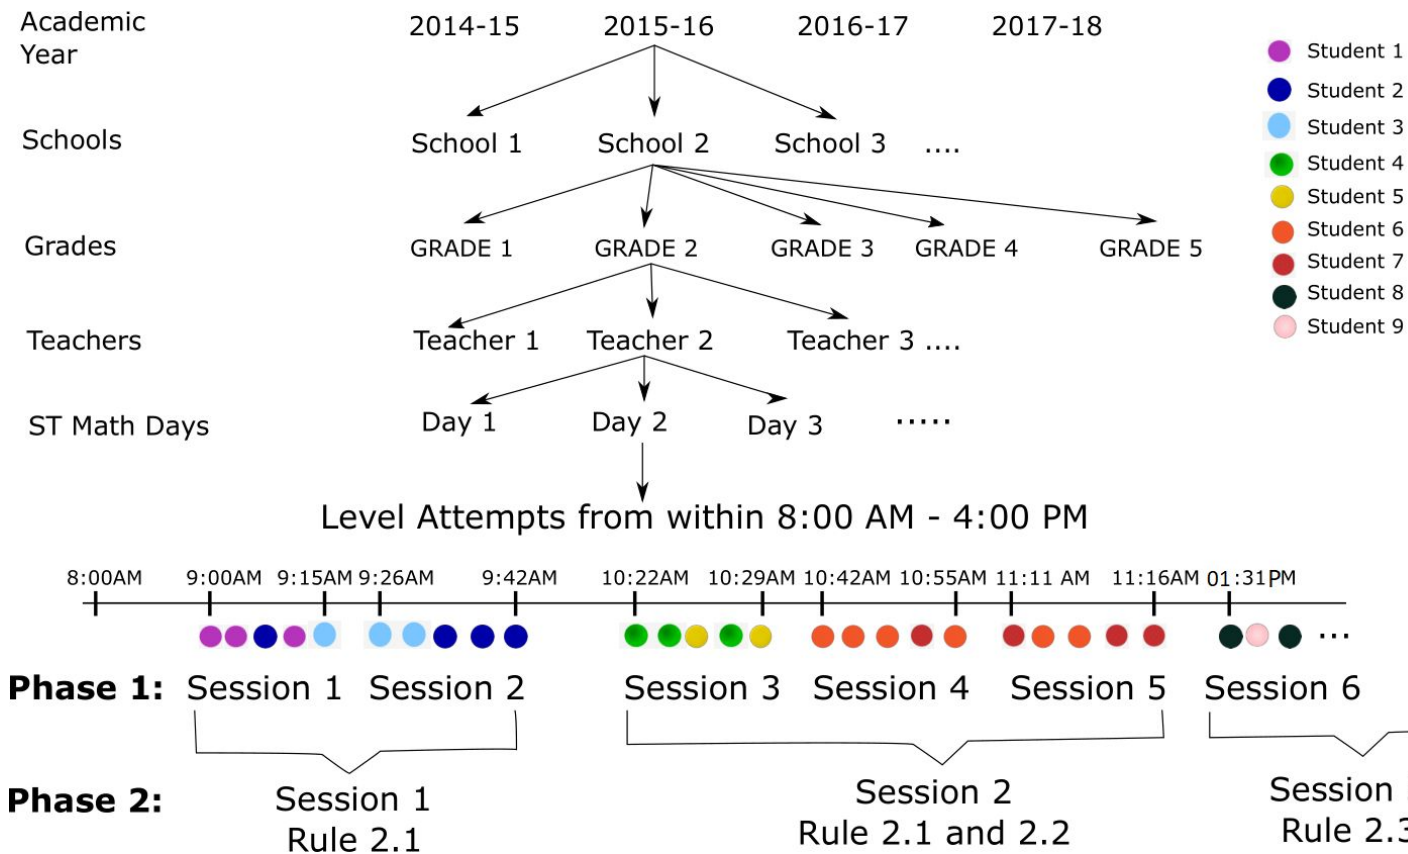 Academic
Year
2014-15 2015-16 2016-17 2017-18
Student 1
Student 2
Student 3
Student 4
Student 5
Student 6
Student 7
Student 8
Student 9
Schools
School 1 School 2 School 3 ....
Grades
GRADE 1 GRADE 2 GRADE 3 GRADE 4 GRADE 5
Teachers
Teacher 1 Teacher 2 Teacher 3 ....
ST Math Days
Day 1 Day 2 Day 3 .....
Level Attempts from within 8:00 AM - 4:00 PM
8:00AM 9:00AM 9:15AM 9:26AM 9:42AM 10:22AM 10:29AM 10:42AM 10:55AM 11:11 AM 11:16AM 01:31PM
...
Phase 1: Session 1 Session 2 Session 3 Session 4 Session 5 Session 6
Phase 2:
Session 1
Rule 2.1
Session 2
Rule 2.1 and 2.2
Session
Rule 2.3